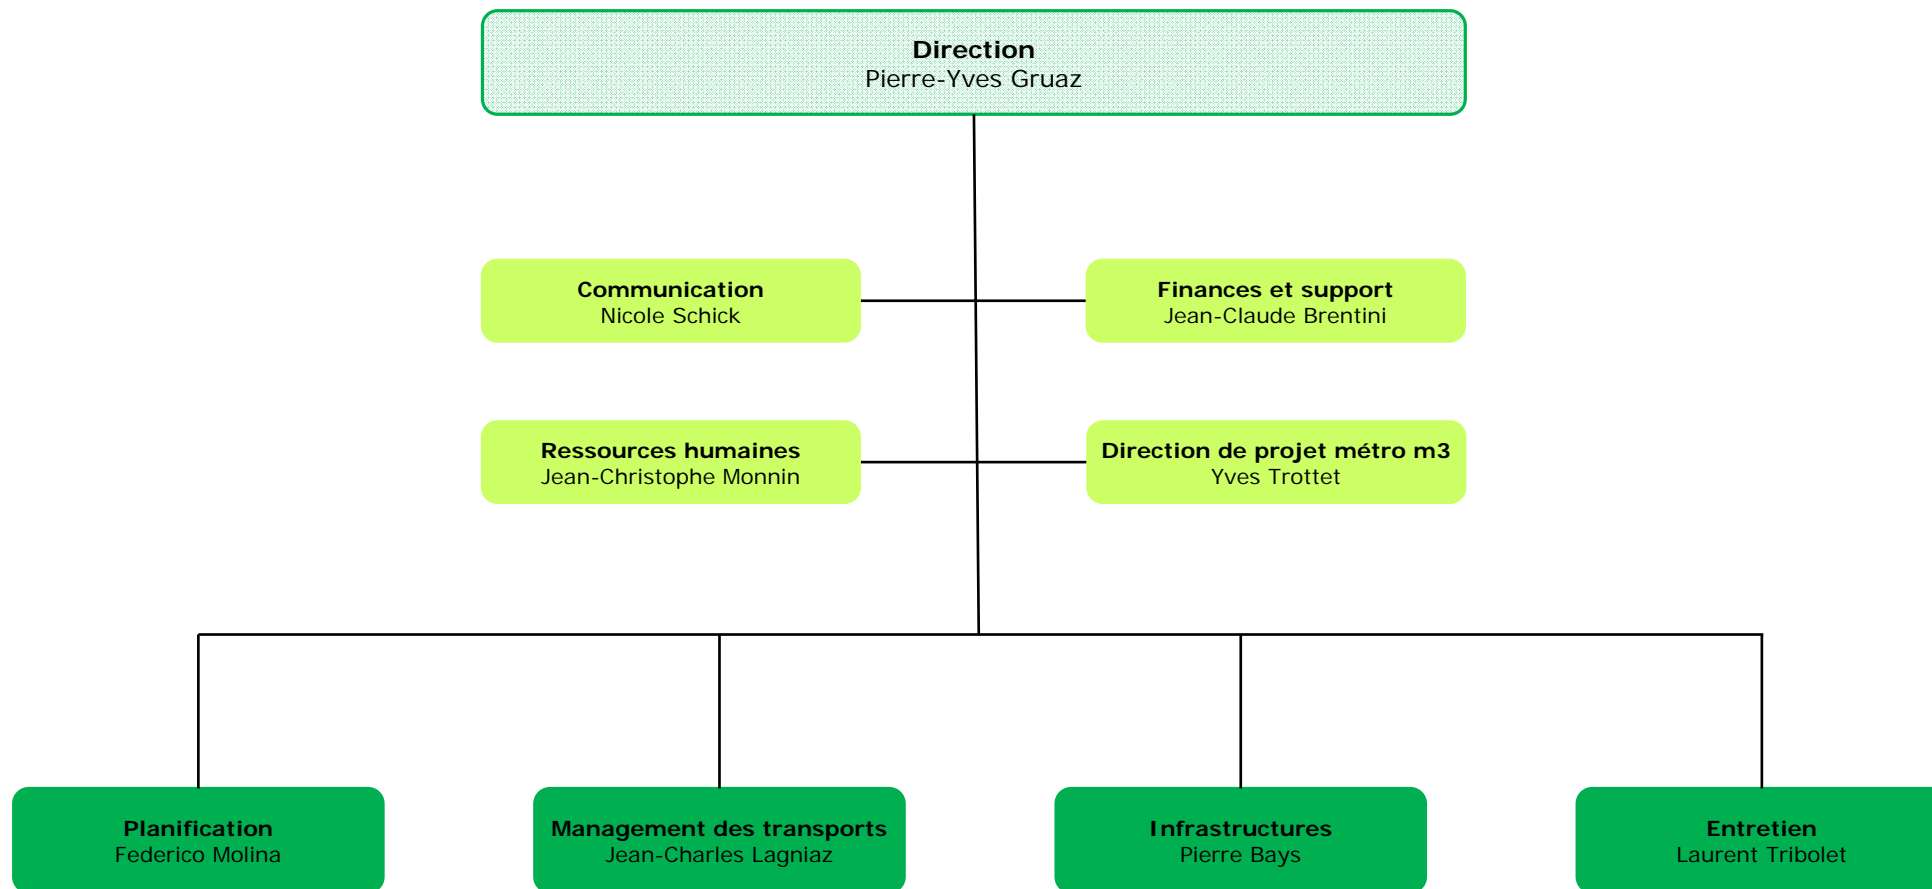 Direction
Pierre-Yves Gruaz
Communication
Nicole Schick
Finances et support
Jean-Claude Brentini
Ressources humaines
Jean-Christophe Monnin
Direction de projet métro m3
Yves Trottet
Planification
Federico Molina
Management des transports
Jean-Charles Lagniaz
Infrastructures
Pierre Bays
Entretien
Laurent Tribolet